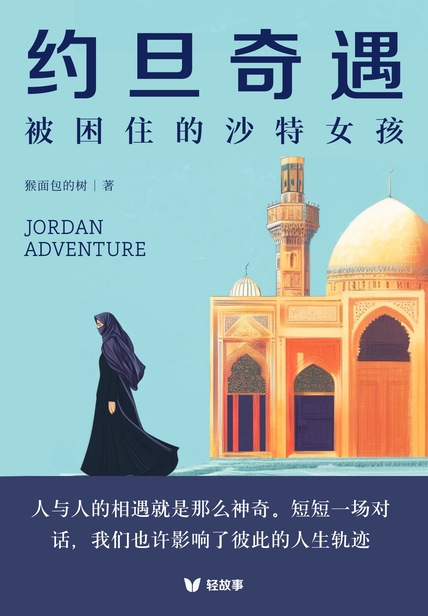 约旦奇遇
被困住的沙特女孩
猴面包的树｜著
JORDAN
ADVENTURE
人与人的相遇就是那么神奇。短短一场对
话，我们也许影响了彼此的人生轨迹
轻故事